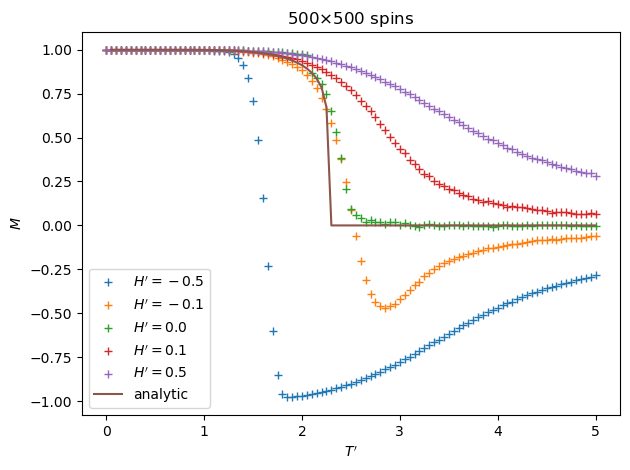 500×500 spins
1.00
0.75
0.50
0.25
0.00
−0.25
−0.50
−0.75
−1.00
M
H′ = −0.5
H′ = −0.1
H′ = 0.0
H′ = 0.1
H′ = 0.5
analytic
0 1 2 3 4 5
T′